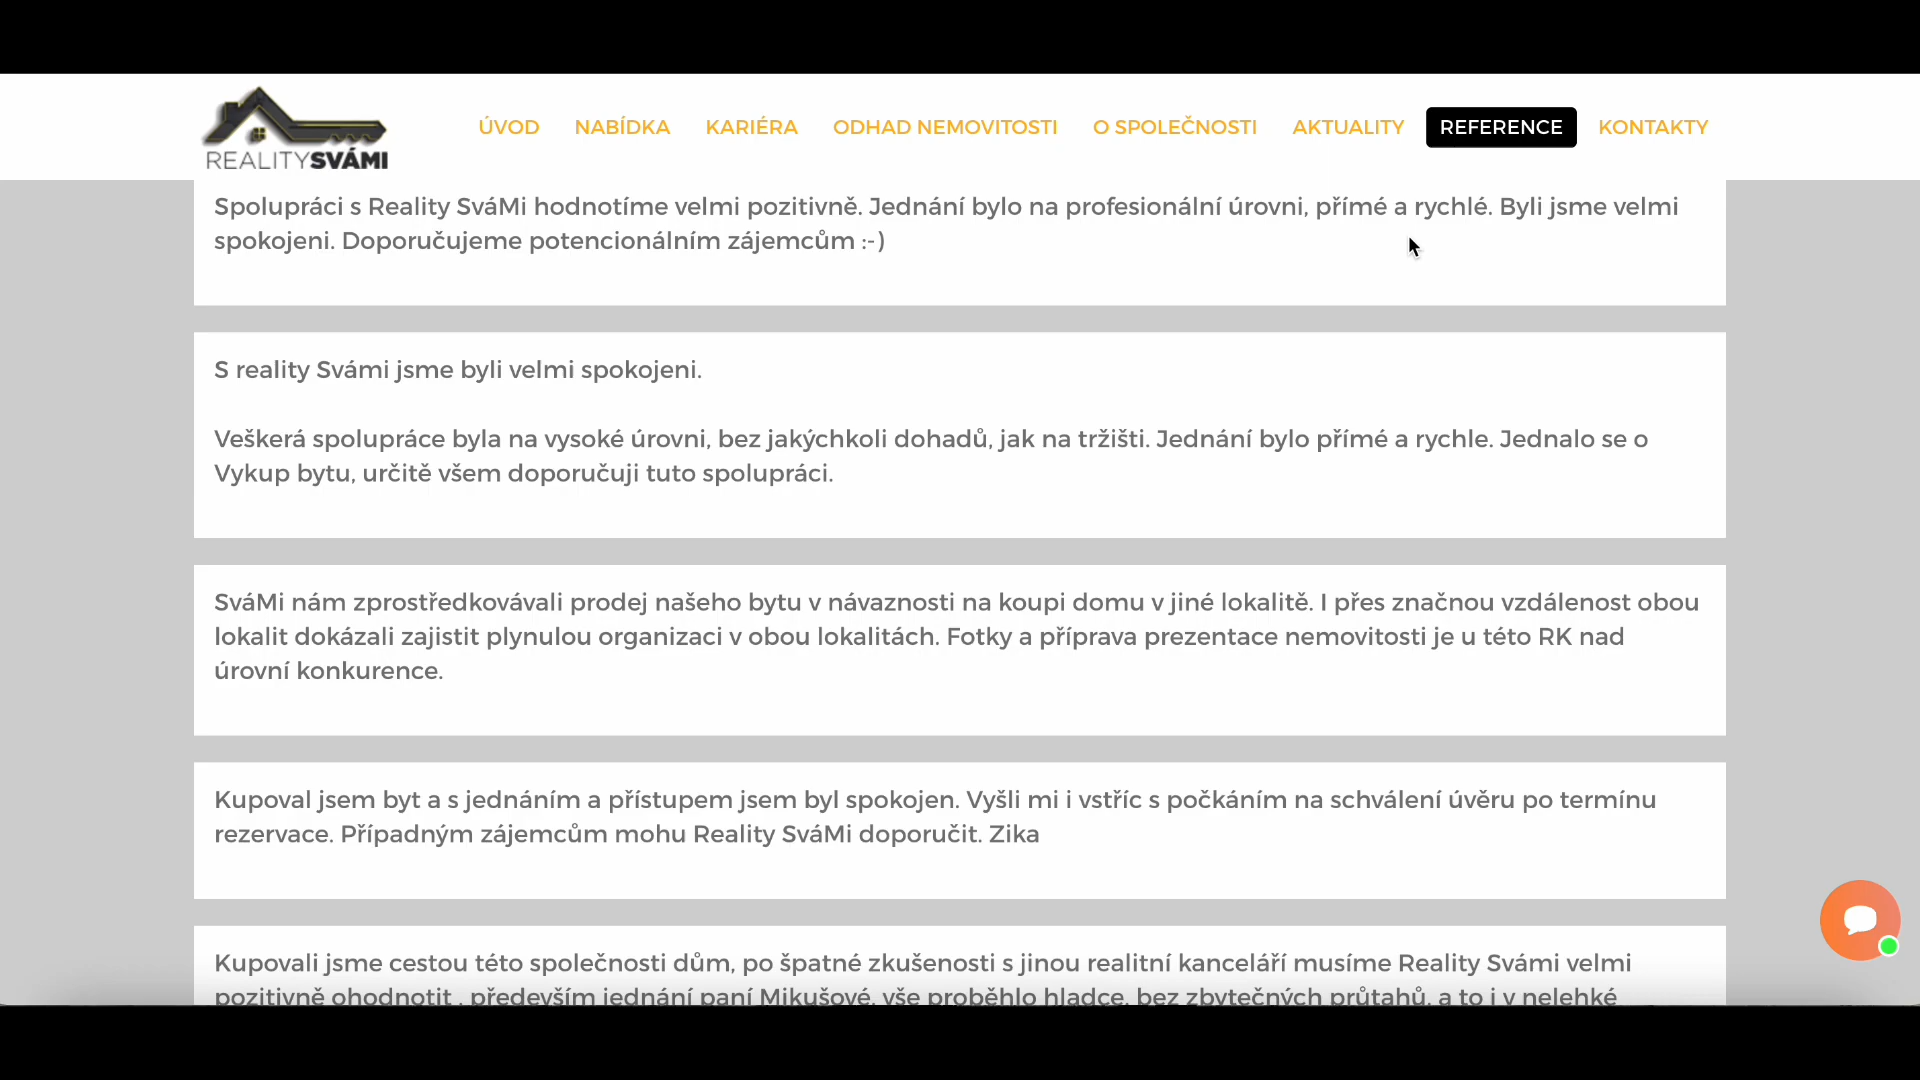 REALITYSVÁMI
ÚVOD NABÍDKA KARIÉRA ODHAD NEMOVITOSTI O SPOLEČNOSTI AKTUALITY REFERENCE KONTAKTY
Spolupráci s Reality SváMi hodnotíme velmi pozitivně. Jednání bylo na profesionální úrovni, přímé a rychlé. Byli jsme velmi
spokojeni. Doporučujeme potencionálním zájemcům :-)
S reality Svámi jsme byli velmi spokojeni.
Veškerá spolupráce byla na vysoké úrovni, bez jakýchkoli dohadů, jak na tržišti. Jednání bylo přímé a rychle. Jednalo se o
Vykup bytu, určitě všem doporučuji tuto spolupráci.
SváMi nám zprostředkovávali prodej našeho bytu v návaznosti na koupi domu v jiné lokalitě. I přes značnou vzdálenost obou
lokalit dokázali zajistit plynulou organizaci v obou lokalitách. Fotky a příprava prezentace nemovitosti je u této RK nad
úrovní konkurence.
Kupoval jsem byt a s jednáním a přístupem jsem byl spokojen. Vyšli mi i vstříc s počkáním na schválení úvěru po termínu
rezervace. Případným zájemcům mohu Reality SváMi doporučit. Zika
Kupovali jsme cestou této společnosti dům, po špatné zkušenosti s jinou realitní kanceláří musíme Reality Svámi velmi
pozitivně ohodnotit , především jednání paní Mikušové, vše proběhlo hladce, bez zbytečných průtahů, a to i v nelehké